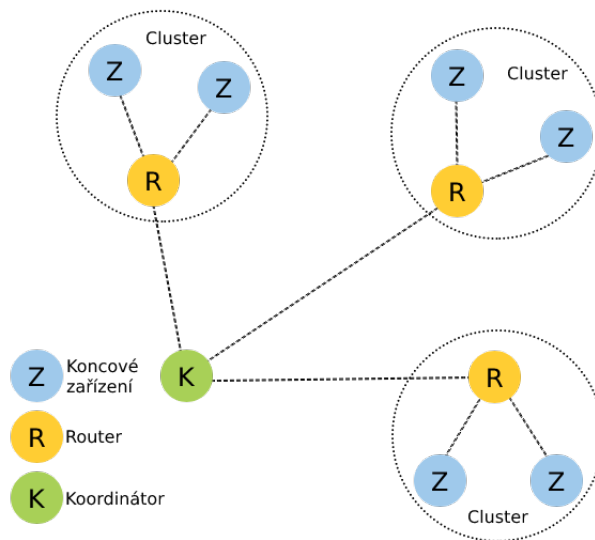 Cluster
Z
Z
R
Cluster
Z
Z
R
K
R
Z
Z
Cluster
Z Koncové
zařízení
R Router
K Koordinátor